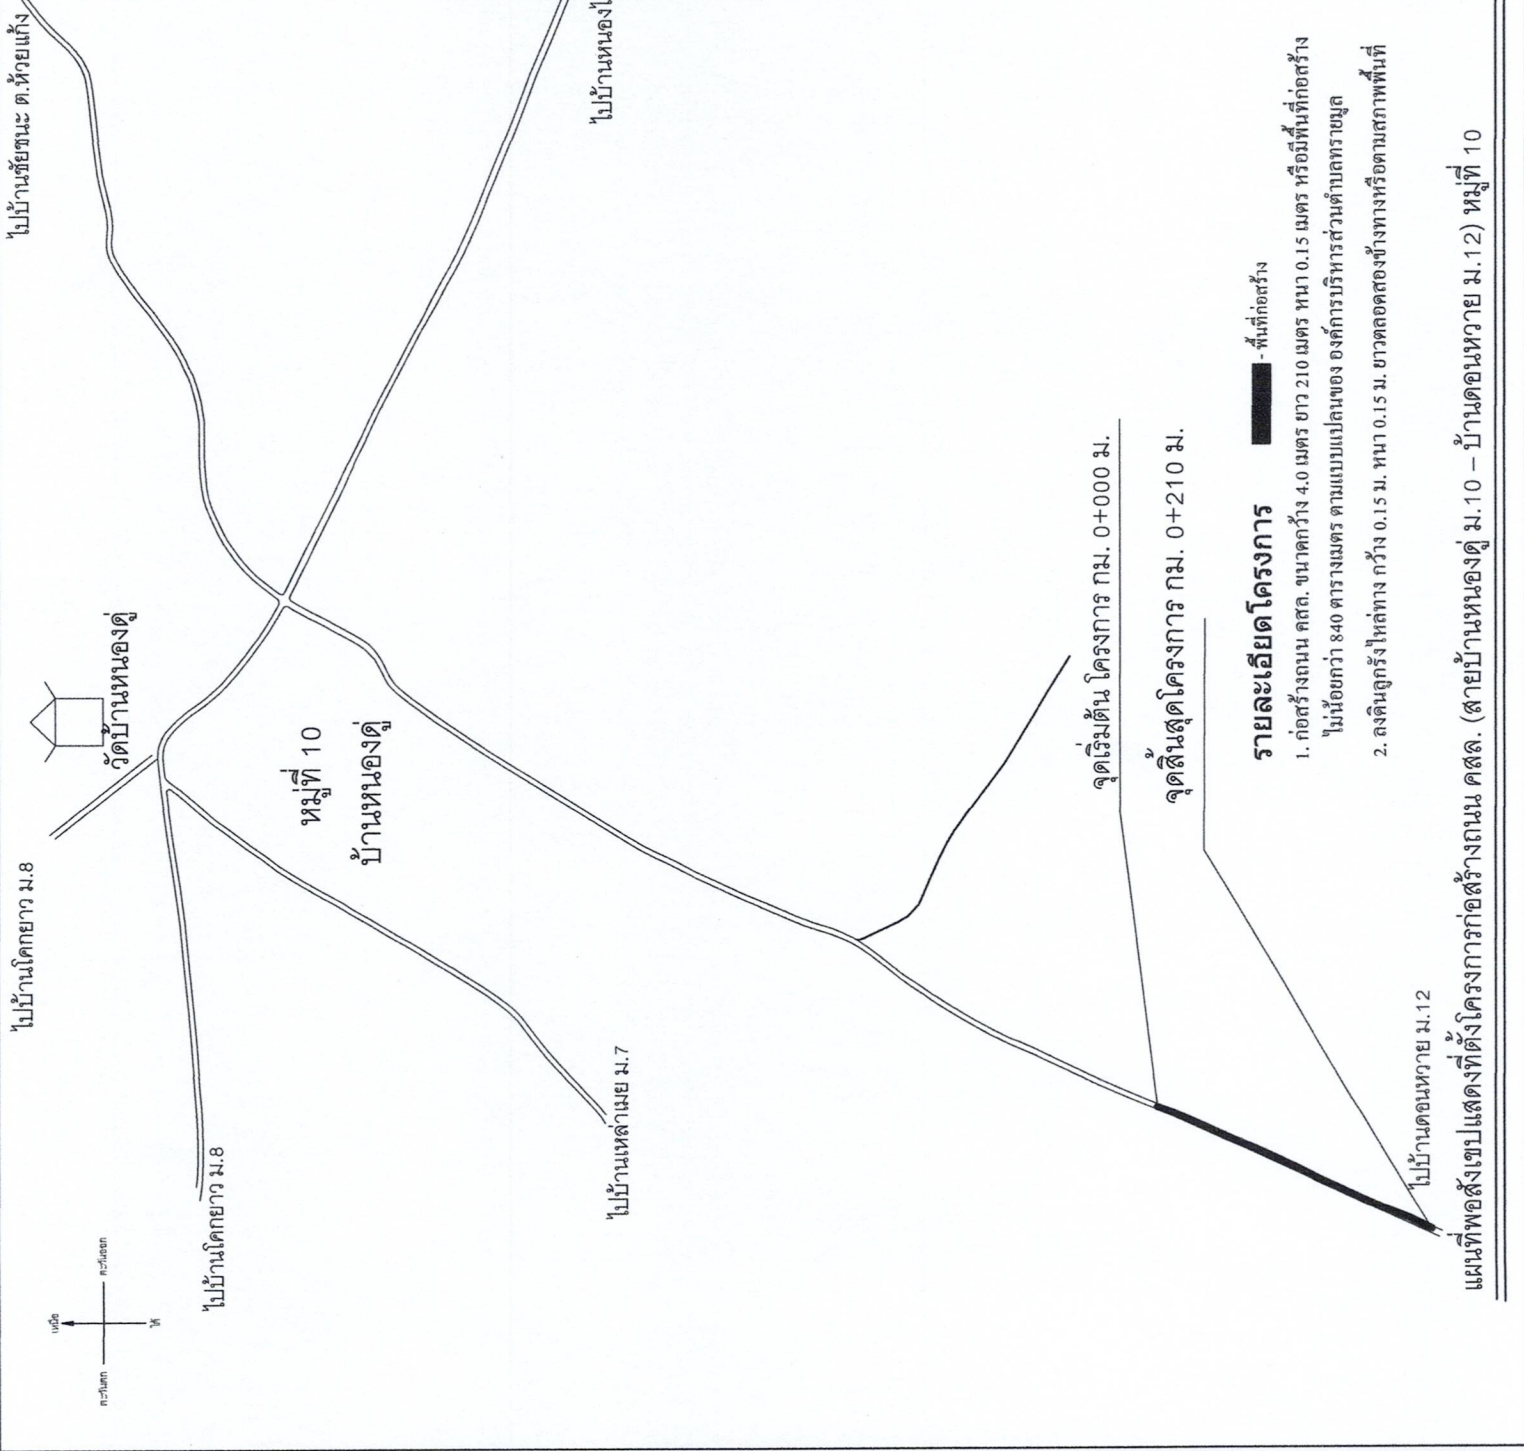 เหนือ
ตะวันตก
ตะวันออก
ใต้
ไปบ้านโคกยาว ม.8
ไปบ้านชัยชนะ ต.ห้วยแก้ง
วัดบ้านหนองดู่
ไปบ้านโคกยาว ม.8
หมู่ที่ 10
บ้านหนองดู่
ไปบ้านเหล่าเมย ม.7
ไปบ้านหนองไ
จุดเริ่มต้น โครงการ กม. 0+000 ม.
จุดสิ้นสุดโครงการ กม. 0+210 ม.
รายละเอียดโครงการ
- พื้นที่ก่อสร้าง
1. ก่อสร้างถนน คสล. ขนาดกว้าง 4.0 เมตร ยาว 210 เมตร หนา 0.15 เมตร หรือมีพื้นที่ก่อสร้าง
ไม่น้อยกว่า 840 ตารางเมตร ตามแบบแปลนของ องค์การบริหารส่วนตำบลทรายมูล
2. ลงดินลูกรังไหล่ทาง กว้าง 0.15 ม. หนา 0.15 ม. ยาวตลอดสองข้างทางหรือตามสภาพพื้นที่
ไปบ้านดอนหวาย ม.12
แผนที่พอสังเขปแสดงที่ตั้งโครงการก่อสร้างถนน คสล. (สายบ้านหนองดู่ ม.10 – บ้านดอนหวาย ม.12) หมู่ที่ 10